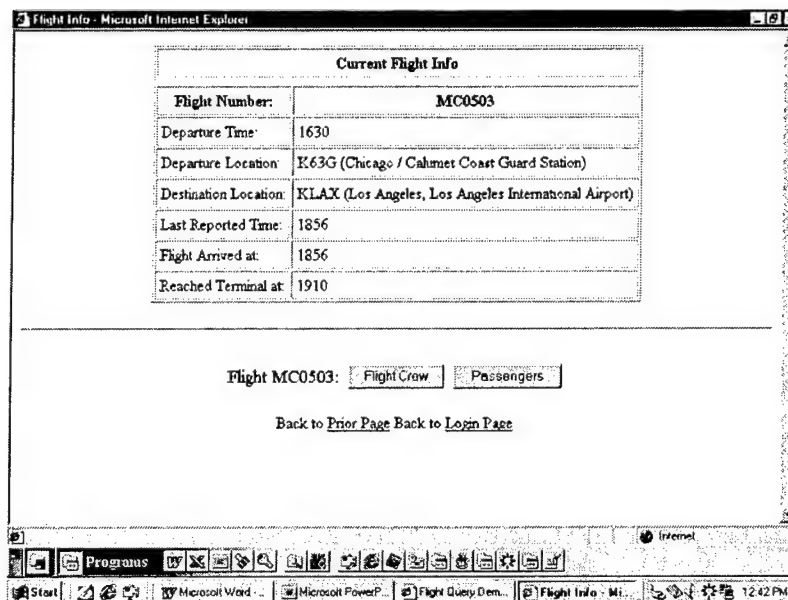 Flight Info - Microsoft Internet Explorer
Current Flight Info
Flight Number: MC0503
Departure Time: 1630
Departure Location: K63G (Chicago / Calumet Coast Guard Station)
Destination Location: KLAX (Los Angeles, Los Angeles International Airport)
Last Reported Time: 1856
Flight Arrived at: 1856
Reached Terminal at: 1910
Flight MC0503: Flight Crew Passengers
Back to Prior Page Back to Login Page
Internet
Programs
Start Microsoft Word - ... Microsoft PowerP... Flight Query Dem... Flight Info - Mi... 12:42 PM